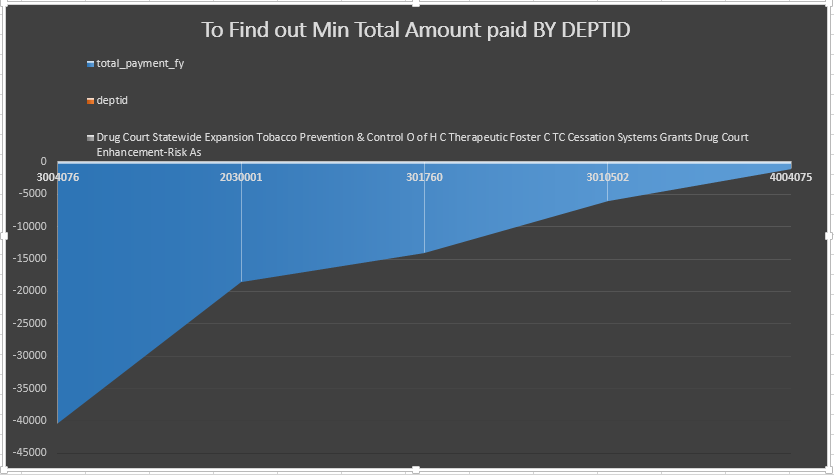 To Find out Min Total Amount paid BY DEPTID
total_payment_fy
deptid
Drug Court Statewide Expansion Tobacco Prevention & Control O of H C Therapeutic Foster C TC Cessation Systems Grants Drug Court
Enhancement-Risk As
0
3004076 2030001 301760 3010502 4004075
-5000
-10000
-15000
-20000
-25000
-30000
-35000
-40000
-45000